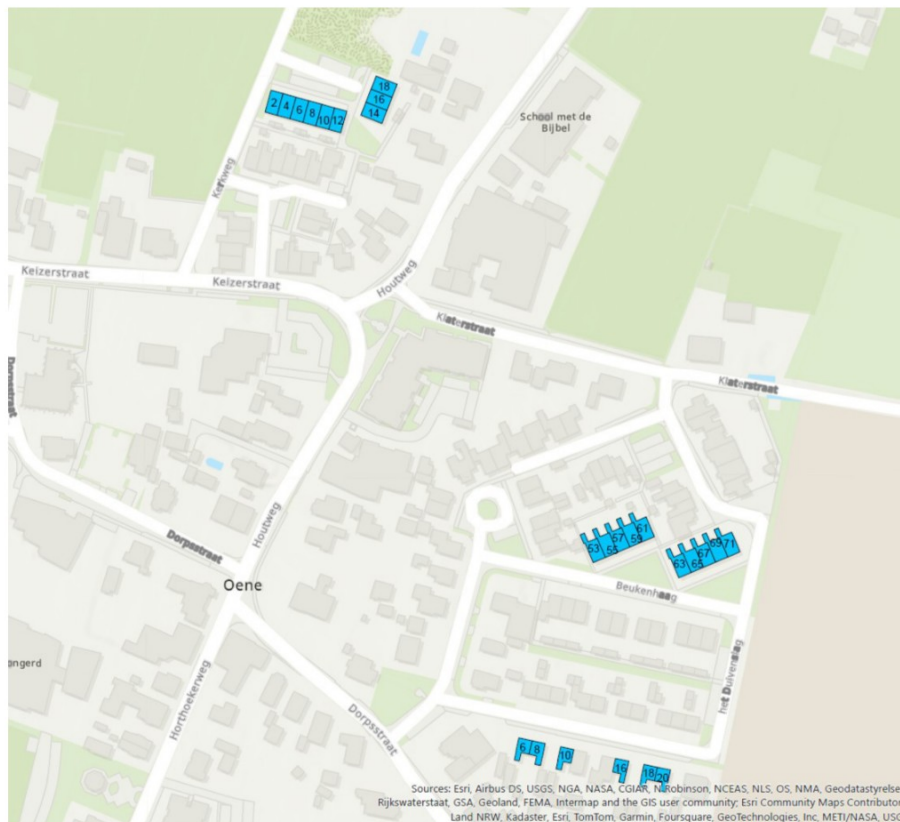 18
16
14
2 4 6 8 10 12
School met de
Bijbel
Kerkweg
Keizerstraat
Keizerstraat
Houtweg
Klaterstraat
Klaterstraat
Dorpsstraat
Houtweg
Dorpsstraat
Oene
53 55 57 59 61
63 65 67 69 71
Beukenhaag
ongerd
Horthoekerweg
het Duivenslag
Dorpsstraat
6 8 10 16 18 20
Sources: Esri, Airbus DS, USGS, NGA, NASA, CGIAR, N Robinson, NCEAS, NLS, OS, NMA, Geodatastyrelse
Rijkswaterstaat, GSA, Geoland, FEMA, Intermap and the GIS user community; Esri Community Maps Contributor
Land NRW, Kadaster, Esri, TomTom, Garmin, Foursquare, GeoTechnologies, Inc, METI/NASA, USG